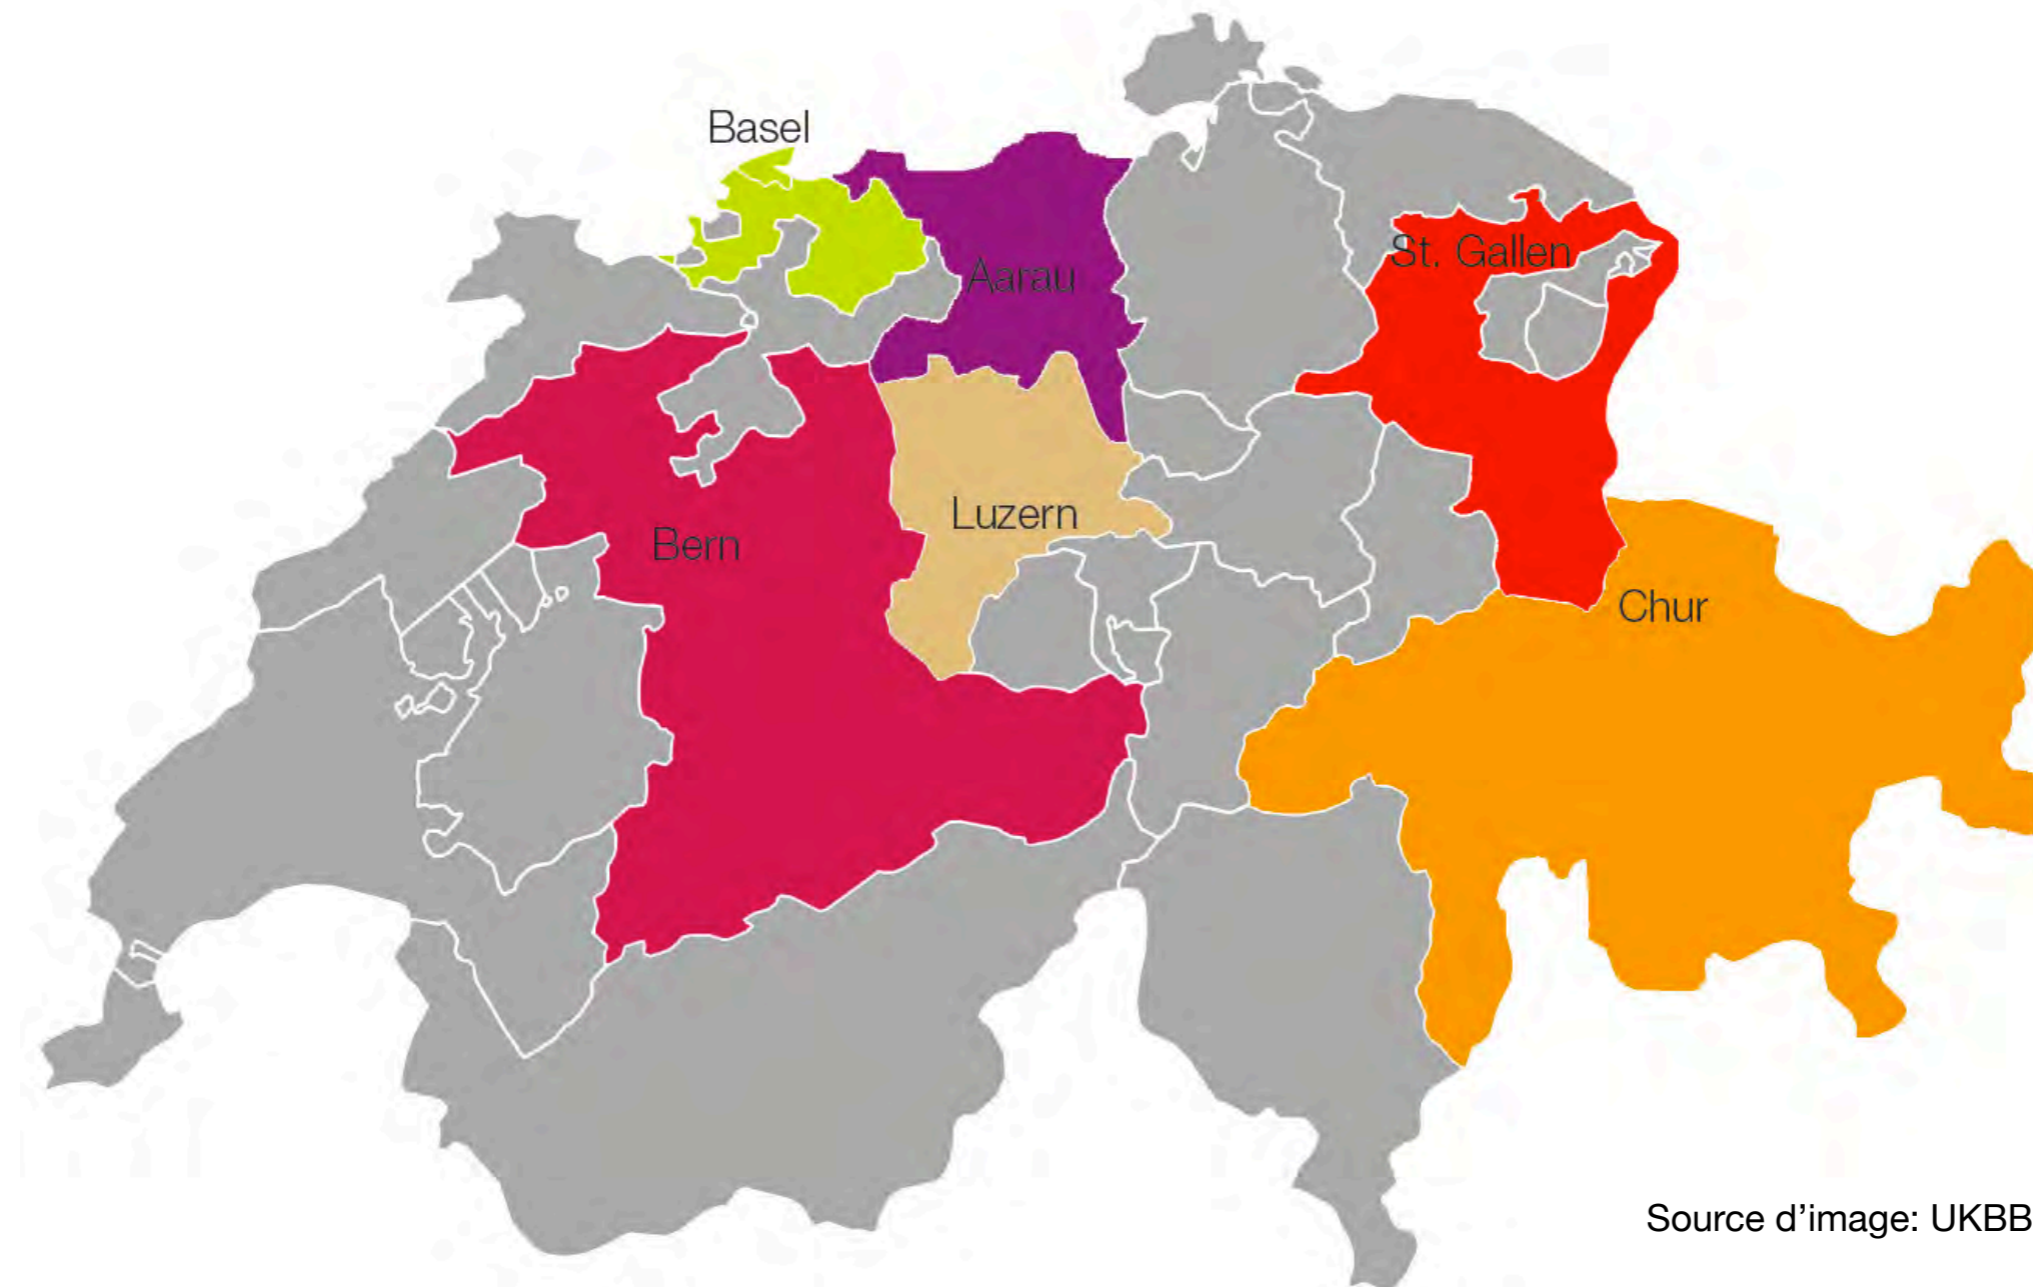 Basel
St. Gallen
Aarau
Luzern
Bern
Chur
Source d’image: UKBB